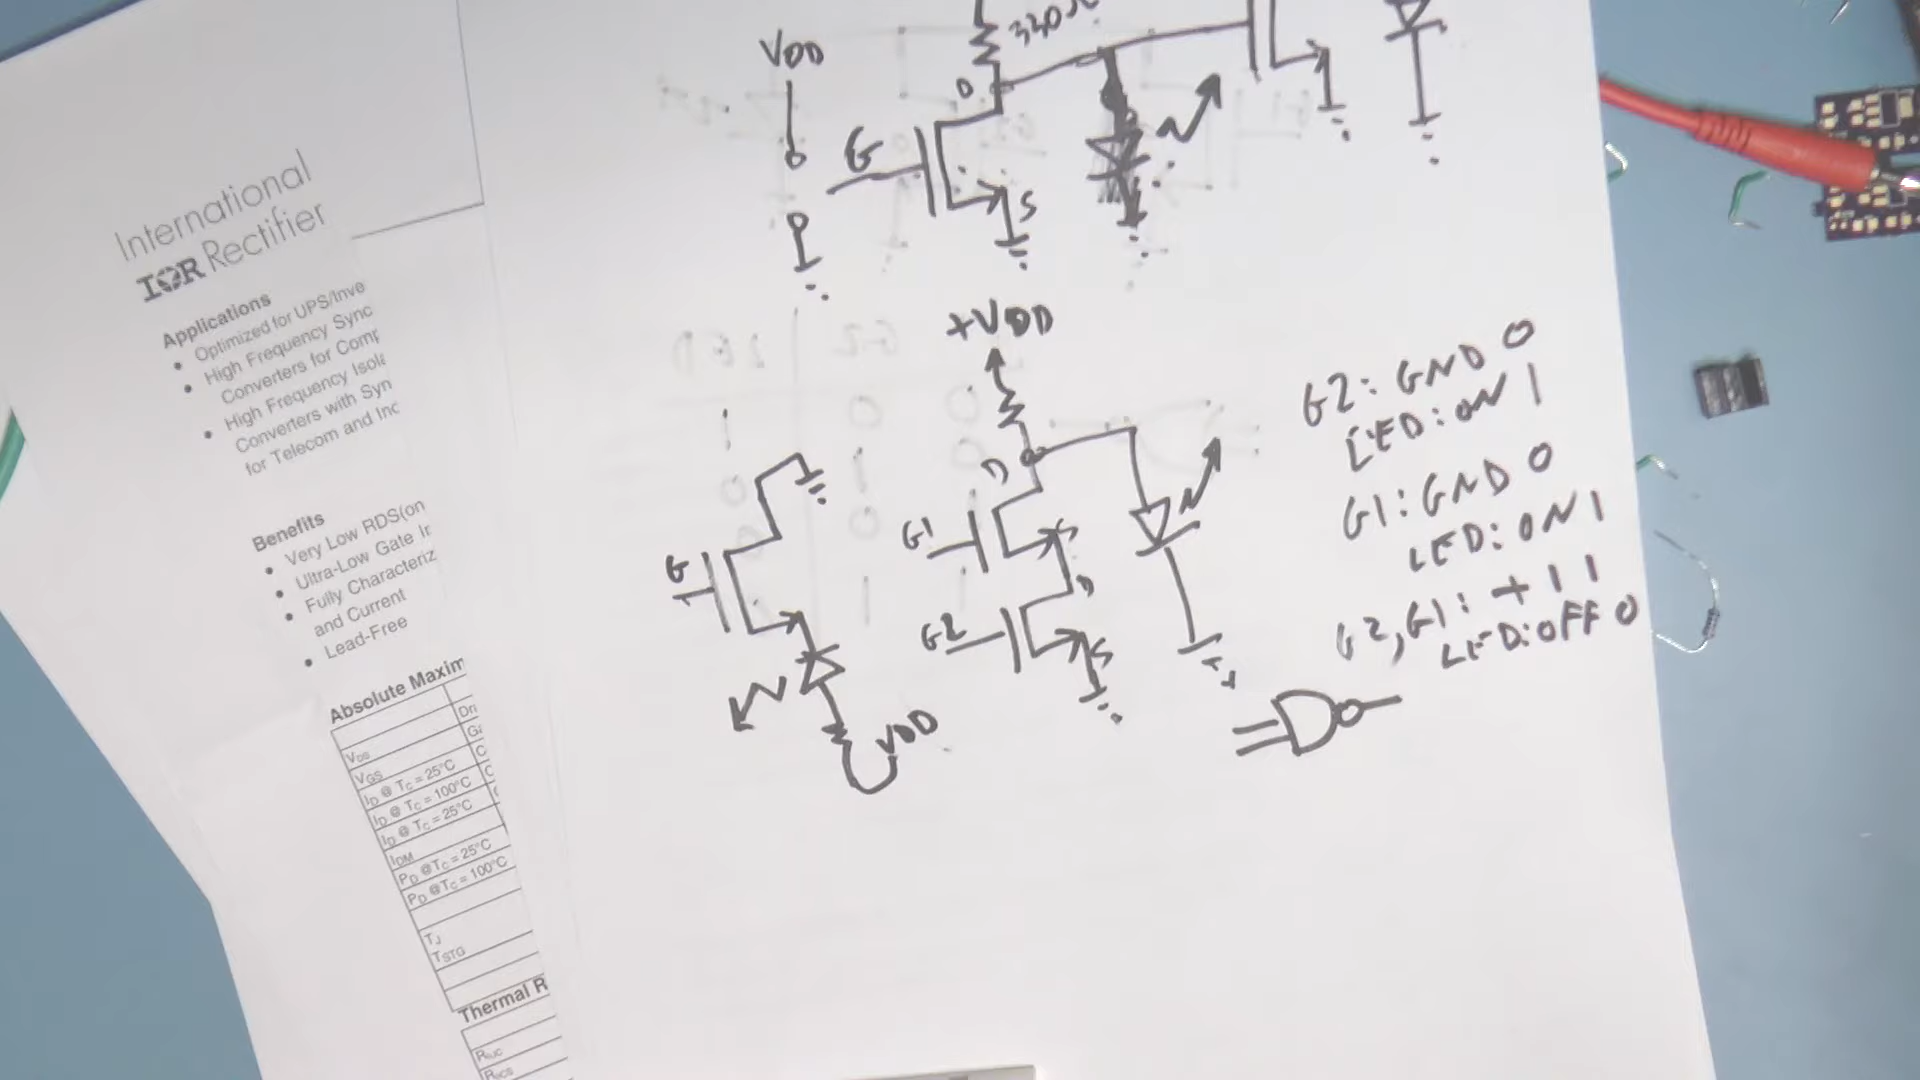 International
IOR Rectifier
Applications
• Optimized for UPS/Inve
• High Frequency Sync
Converters for Comp
• High Frequency Isola
Converters with Syn
for Telecom and Ind
Benefits
• Very Low RDS(on
• Ultra-Low Gate Ir
• Fully Characteriz
and Current
• Lead-Free
Absolute Maxim
Dri
VDS
VGS
ID @ TC = 25°C
ID @ TC = 100°C
ID @ TC = 25°C
IDM
PD @TC = 25°C
PD @TC = 100°C
TJ
TSTG
Thermal R
RθJC
RθCS
VDD
330Ω
D
G
S
+VDD
D
G1
S
D
G2
S
G
VDD
G2: GND 0
LED: ON 1
G1: GND 0
LED: ON 1
G2, G1: + 1 1
LED: OFF 0